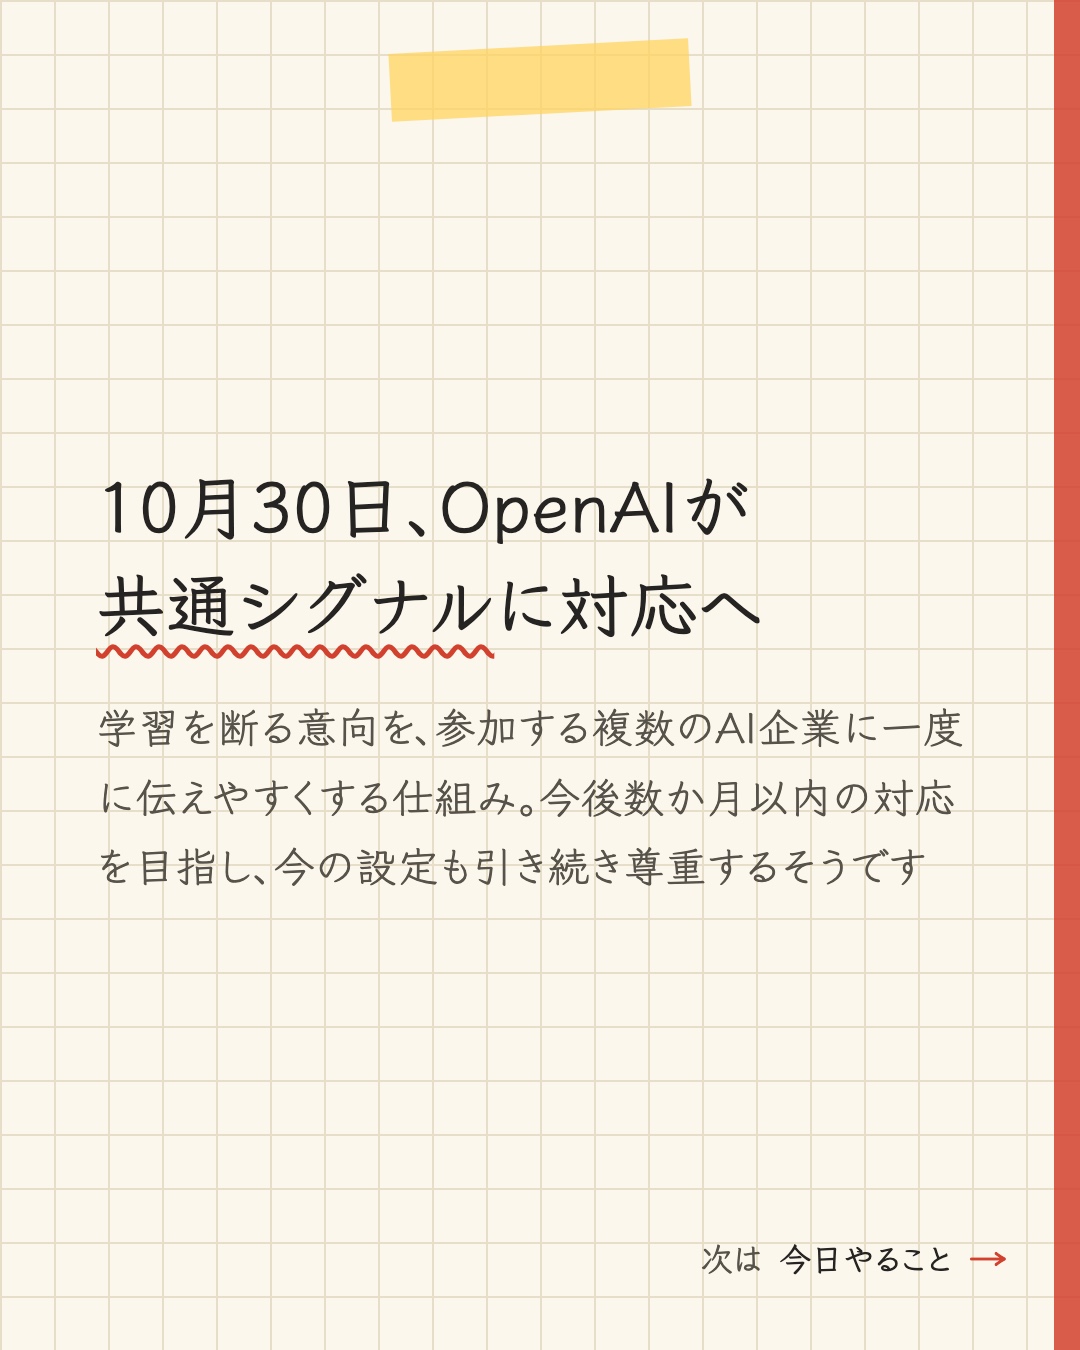 10月30日、OpenAIが
共通シグナルに対応へ
学習を断る意向を、参加する複数のAI企業に一度
に伝えやすくする仕組み。今後数か月以内の対応
を目指し、今の設定も引き続き尊重するそうです
次は 今日やること →